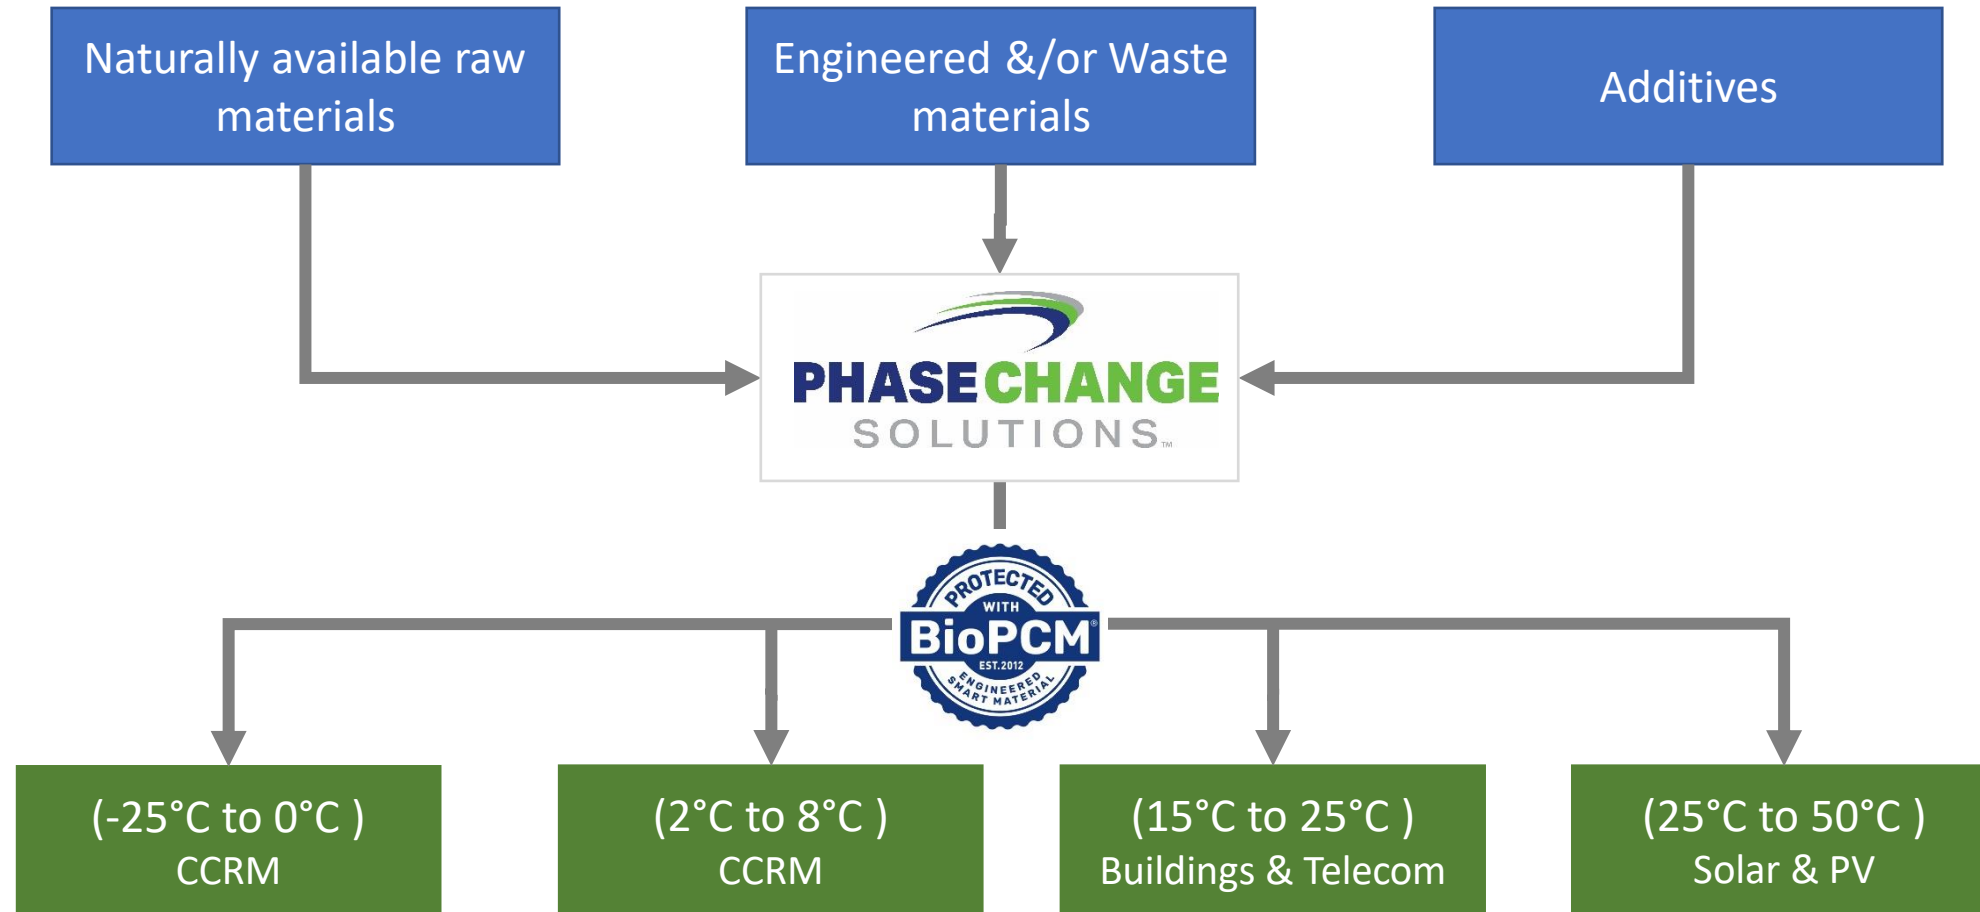 Naturally available raw
materials
Engineered &/or Waste
materials
Additives
PHASE CHANGE
SOLUTIONS™
PROTECTED
WITH
BioPCM®
EST.2012
ENGINEERED
SMART MATERIAL
(-25°C to 0°C )
CCRM
(2°C to 8°C )
CCRM
(15°C to 25°C )
Buildings & Telecom
(25°C to 50°C )
Solar & PV